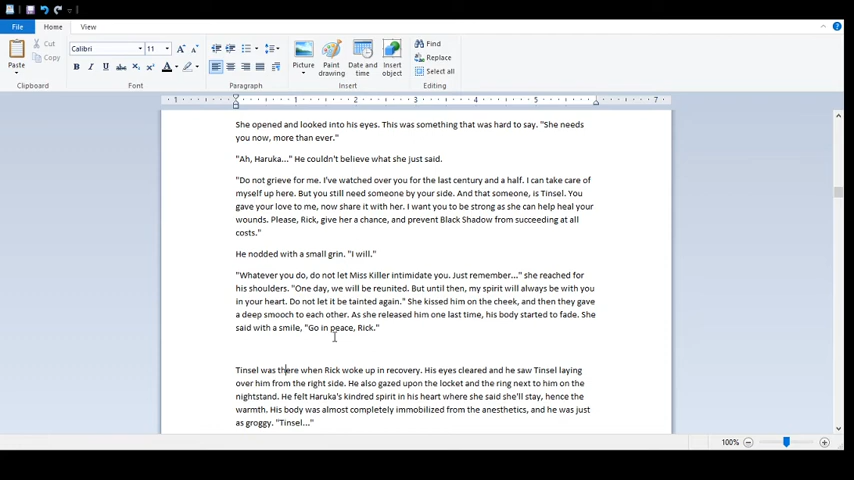 File Home View
Cut
Copy
Paste
Clipboard
Calibri 11
B I U abc X₂ X² A
Font
Paragraph
Picture
Paint drawing
Date and time
Insert object
Insert
Find
Replace
Select all
Editing
1 1 2 3 4 5 6 7
She opened and looked into his eyes. This was something that was hard to say. "She needs
you now, more than ever."
"Ah, Haruka..." He couldn't believe what she just said.
"Do not grieve for me. I've watched over you for the last century and a half. I can take care of
myself up here. But you still need someone by your side. And that someone, is Tinsel. You
gave your love to me, now share it with her. I want you to be strong as she can help heal your
wounds. Please, Rick, give her a chance, and prevent Black Shadow from succeeding at all
costs."
He nodded with a small grin. "I will."
"Whatever you do, do not let Miss Killer intimidate you. Just remember..." she reached for
his shoulders. "One day, we will be reunited. But until then, my spirit will always be with you
in your heart. Do not let it be tainted again." She kissed him on the cheek, and then they gave
a deep smooch to each other. As she released him one last time, his body started to fade. She
said with a smile, "Go in peace, Rick."
Tinsel was there when Rick woke up in recovery. His eyes cleared and he saw Tinsel laying
over him from the right side. He also gazed upon the locket and the ring next to him on the
nightstand. He felt Haruka's kindred spirit in his heart where she said she'll stay, hence the
warmth. His body was almost completely immobilized from the anesthetics, and he was just
as groggy. "Tinsel..."
100%